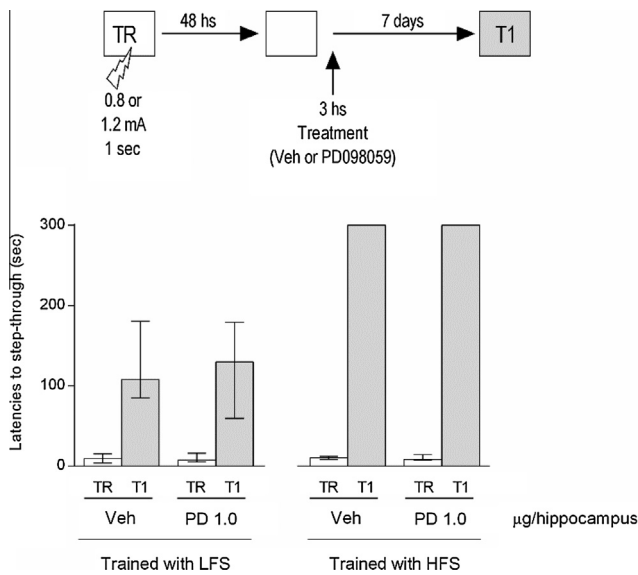 TR
48 hs
7 days
T1
0.8 or
1.2 mA
1 sec
3 hs
Treatment
(Veh or PD098059)
Latencies to step-through (sec)
300
200
100
0
TR T1 TR T1 TR T1 TR T1
Veh PD 1.0 Veh PD 1.0 µg/hippocampus
Trained with LFS Trained with HFS